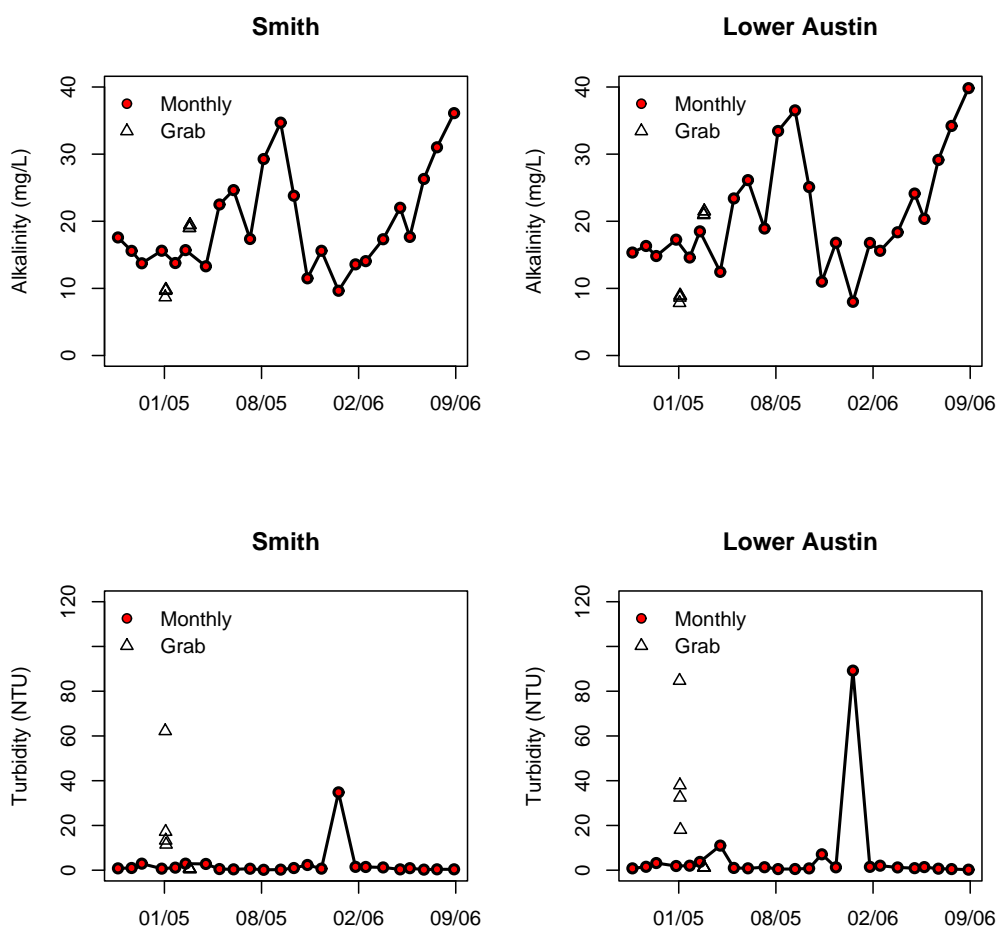 Smith
Alkalinity (mg/L)
40
30
20
10
0
Monthly
Grab
01/05 08/05 02/06 09/06
Lower Austin
Alkalinity (mg/L)
40
30
20
10
0
Monthly
Grab
01/05 08/05 02/06 09/06
Smith
Turbidity (NTU)
120
80
60
40
20
0
Monthly
Grab
01/05 08/05 02/06 09/06
Lower Austin
Turbidity (NTU)
120
80
60
40
20
0
Monthly
Grab
01/05 08/05 02/06 09/06